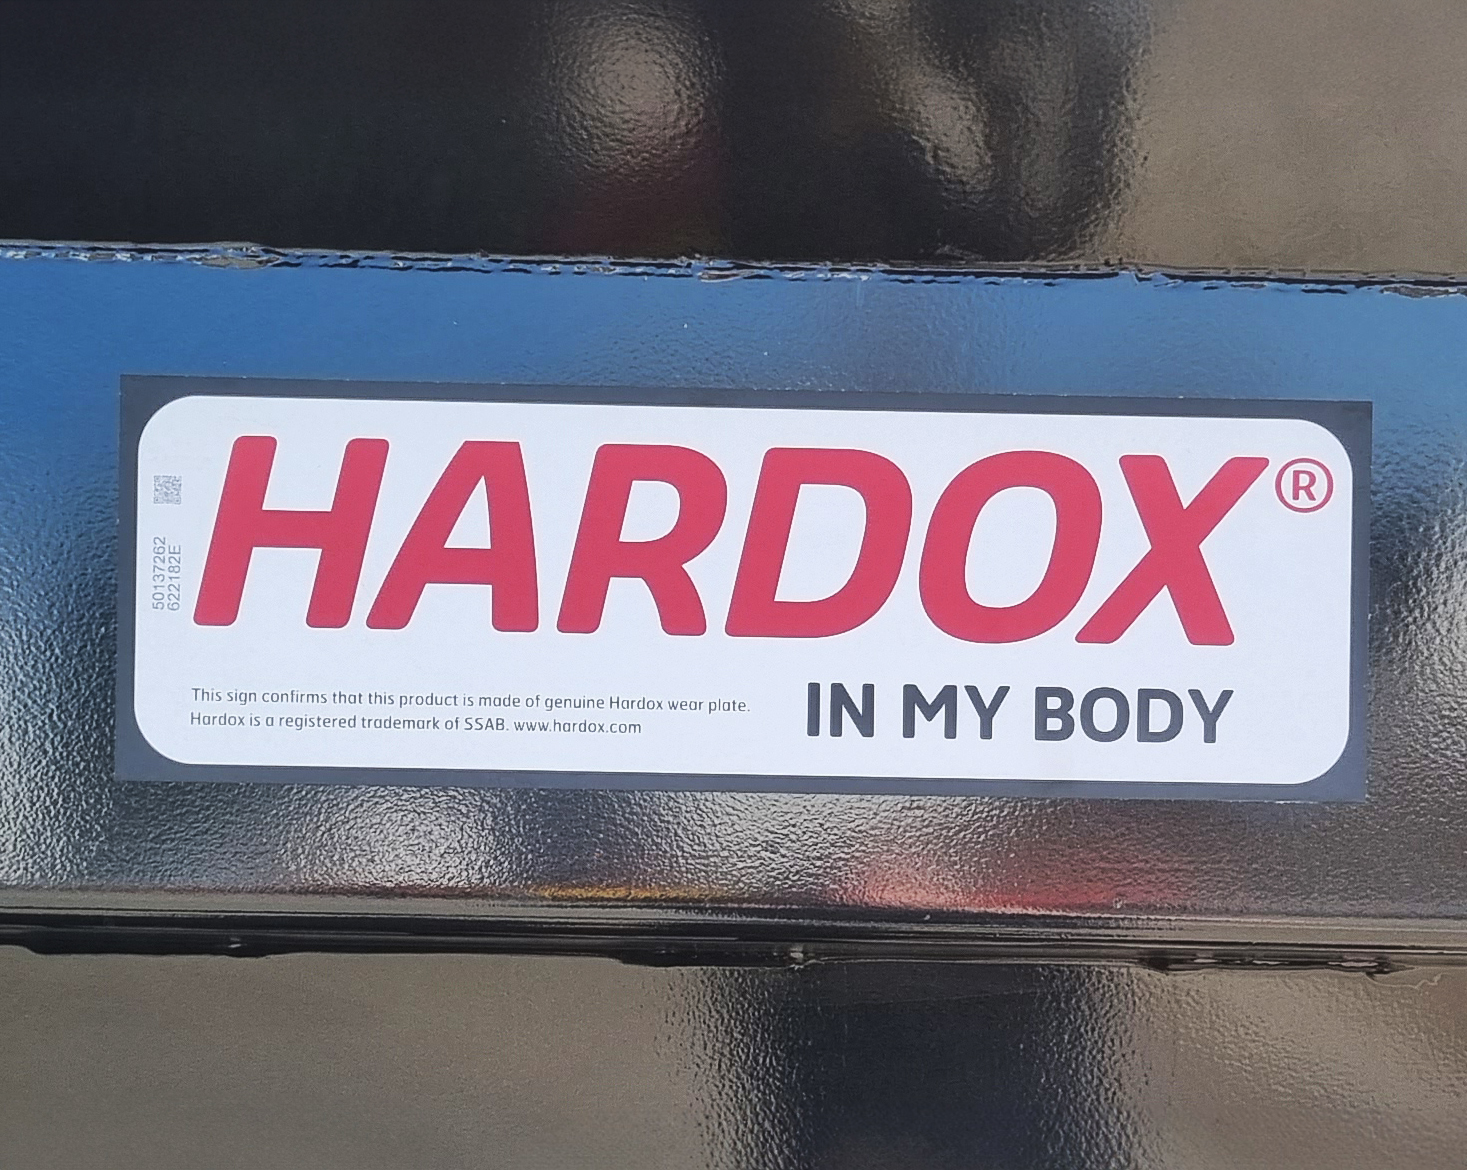 HARDOX®
50137262
622182E
This sign confirms that this product is made of genuine Hardox wear plate.
Hardox is a registered trademark of SSAB. www.hardox.com
IN MY BODY